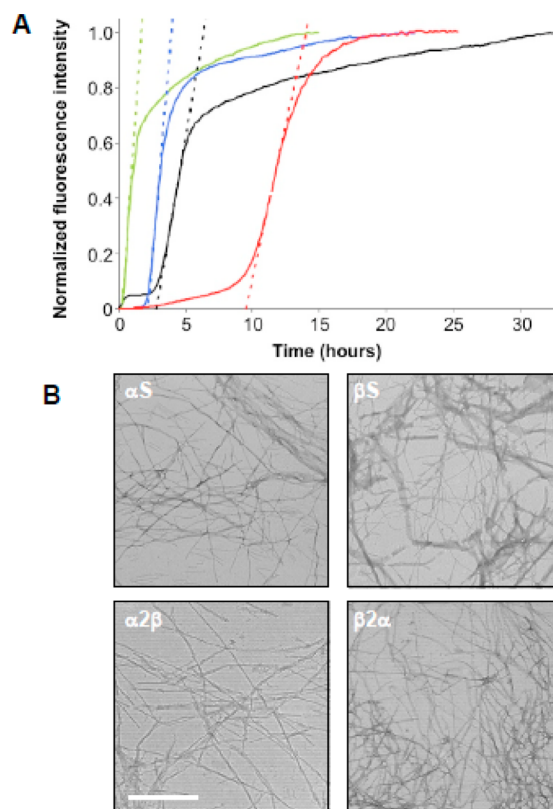 A
Normalized fluorescence intensity
1.0
0.8
0.6
0.4
0.2
0
0 5 10 15 20 25 30
Time (hours)
B
αS
βS
α2β
β2α